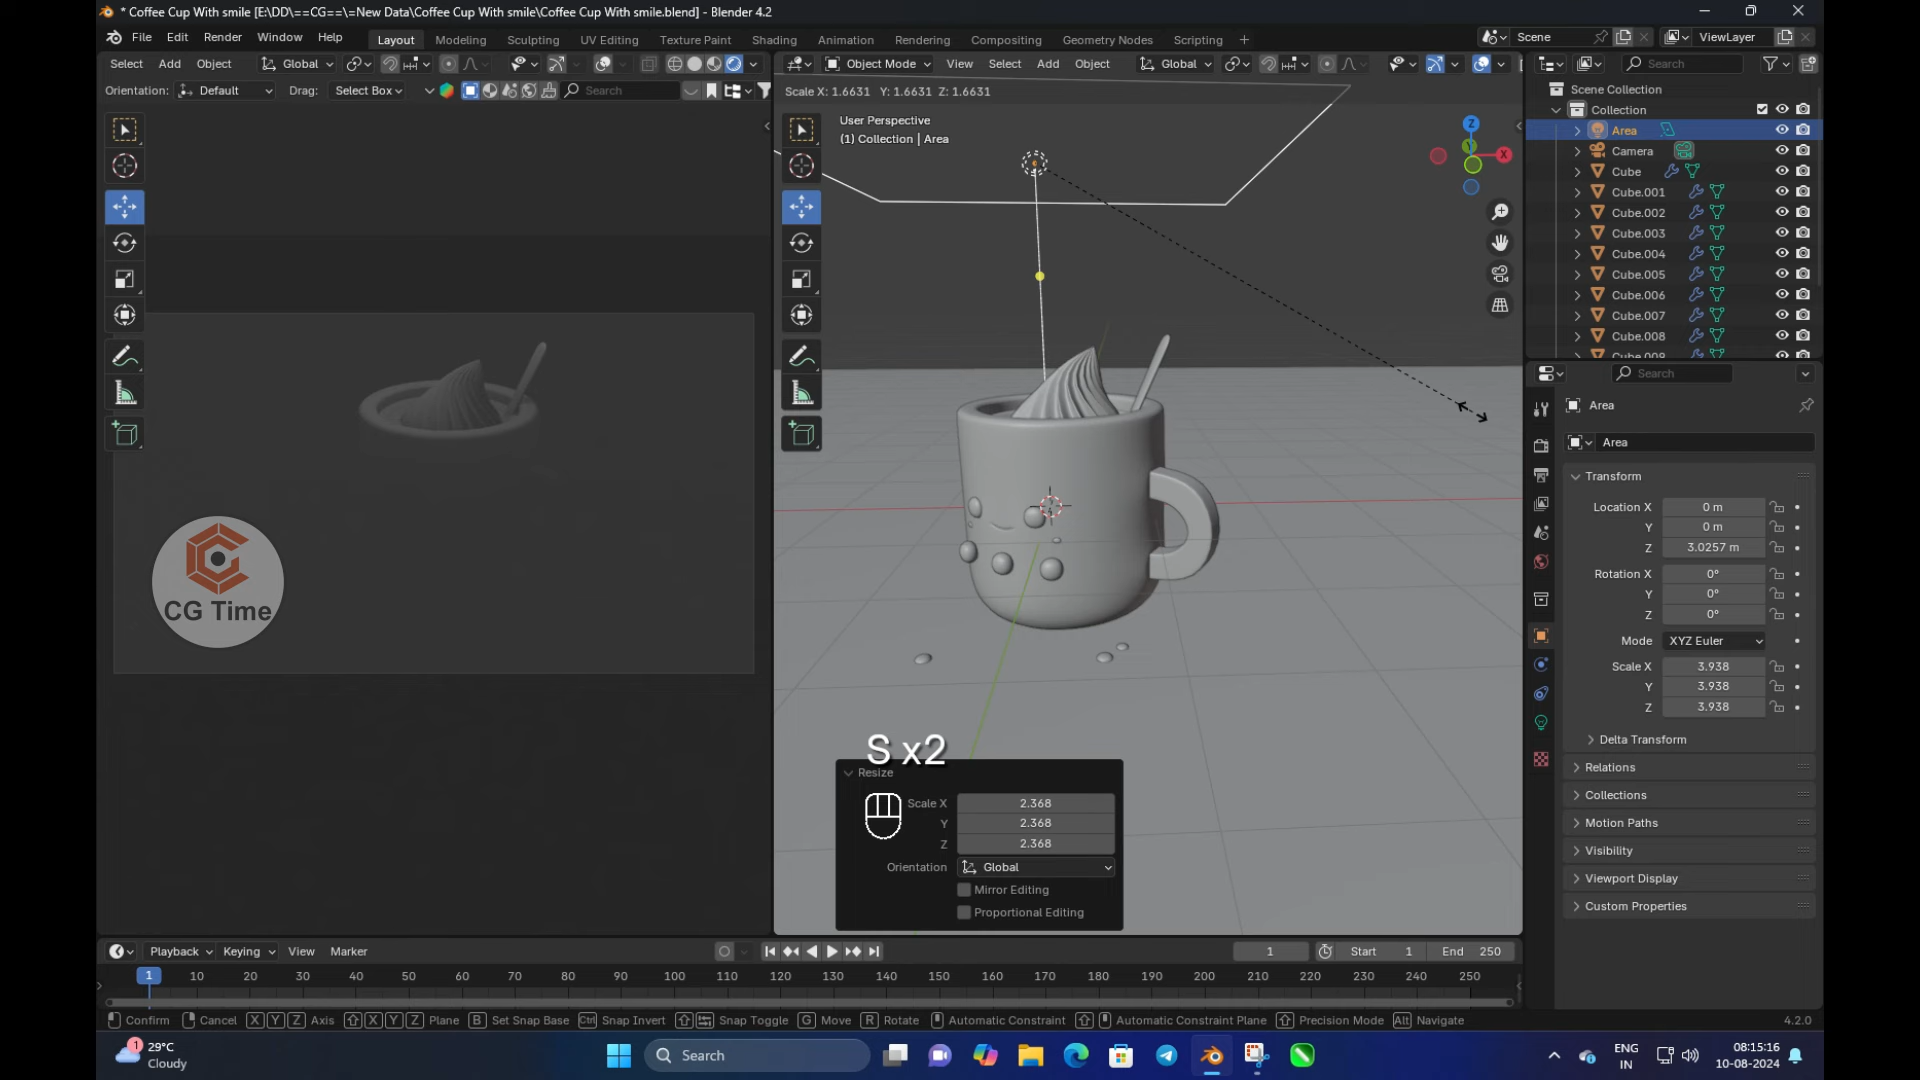 * Coffee Cup With smile [E:\DD\==CG==\=New Data\Coffee Cup With smile\Coffee Cup With smile.blend] - Blender 4.2
File Edit Render Window Help Layout Modeling Sculpting UV Editing Texture Paint Shading Animation Rendering Compositing Geometry Nodes Scripting + Scene ViewLayer
Select Add Object Global Object Mode View Select Add Object Global Search
Orientation: Default Drag: Select Box Search Scale X: 1.6631 Y: 1.6631 Z: 1.6631 Scene Collection
Collection
User Perspective
(1) Collection | Area
Z
X
Area
Camera
Cube
Cube.001
Cube.002
Cube.003
Cube.004
Cube.005
Cube.006
Cube.007
Cube.008
Cube.009
Search
Area
Area
Transform
Location X 0 m
Y 0 m
Z 3.0257 m
Rotation X 0°
Y 0°
Z 0°
Mode XYZ Euler
Scale X 3.938
Y 3.938
Z 3.938
Delta Transform
Relations
Collections
Motion Paths
Visibility
Viewport Display
Custom Properties
CG Time
S x2
Resize
Scale X 2.368
Y 2.368
Z 2.368
Orientation Global
Mirror Editing
Proportional Editing
Playback Keying View Marker 1 Start 1 End 250
1 10 20 30 40 50 60 70 80 90 100 110 120 130 140 150 160 170 180 190 200 210 220 230 240 250
Confirm Cancel X Y Z Axis X Y Z Plane B Set Snap Base Ctrl Snap Invert Snap Toggle G Move R Rotate Automatic Constraint Automatic Constraint Plane Precision Mode Alt Navigate 4.2.0
1 29°C
Cloudy
Search
ENG
IN
08:15:16
10-08-2024